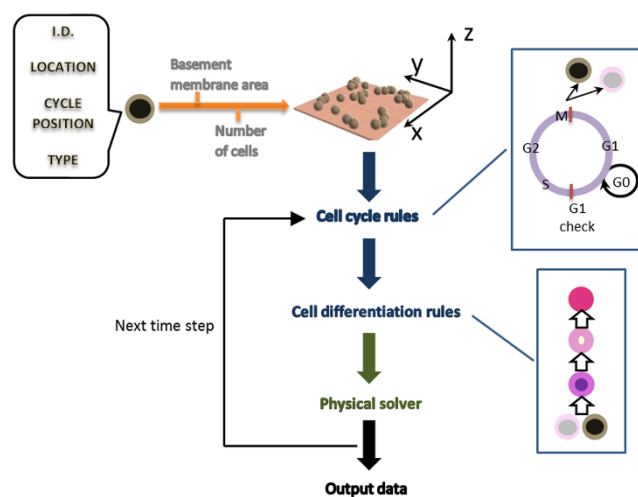 I.D.
LOCATION
CYCLE
POSITION
TYPE
Basement
membrane area
Number
of cells
z
y
x
M
G2
G1
S
G0
G1
check
Cell cycle rules
Cell differentiation rules
Next time step
Physical solver
Output data